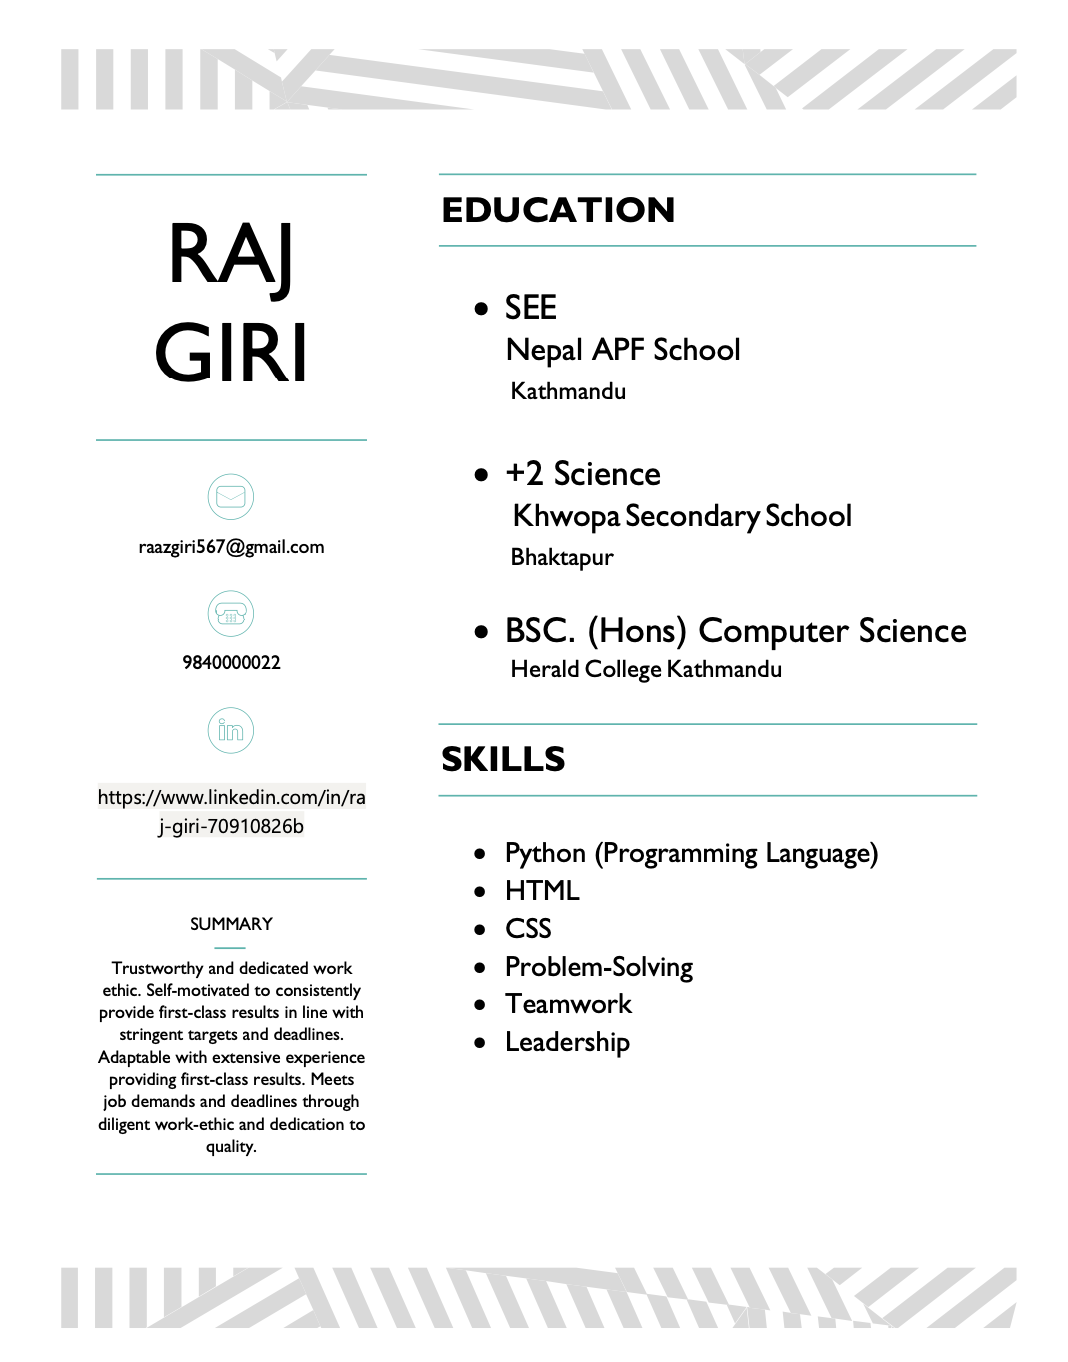 RAJ
GIRI
raazgiri567@gmail.com
9840000022
in
https://www.linkedin.com/in/ra
j-giri-70910826b
SUMMARY
Trustworthy and dedicated work
ethic. Self-motivated to consistently
provide first-class results in line with
stringent targets and deadlines.
Adaptable with extensive experience
providing first-class results. Meets
job demands and deadlines through
diligent work-ethic and dedication to
quality.
EDUCATION
• SEE
Nepal APF School
Kathmandu
• +2 Science
Khwopa Secondary School
Bhaktapur
• BSC. (Hons) Computer Science
Herald College Kathmandu
SKILLS
• Python (Programming Language)
• HTML
• CSS
• Problem-Solving
• Teamwork
• Leadership